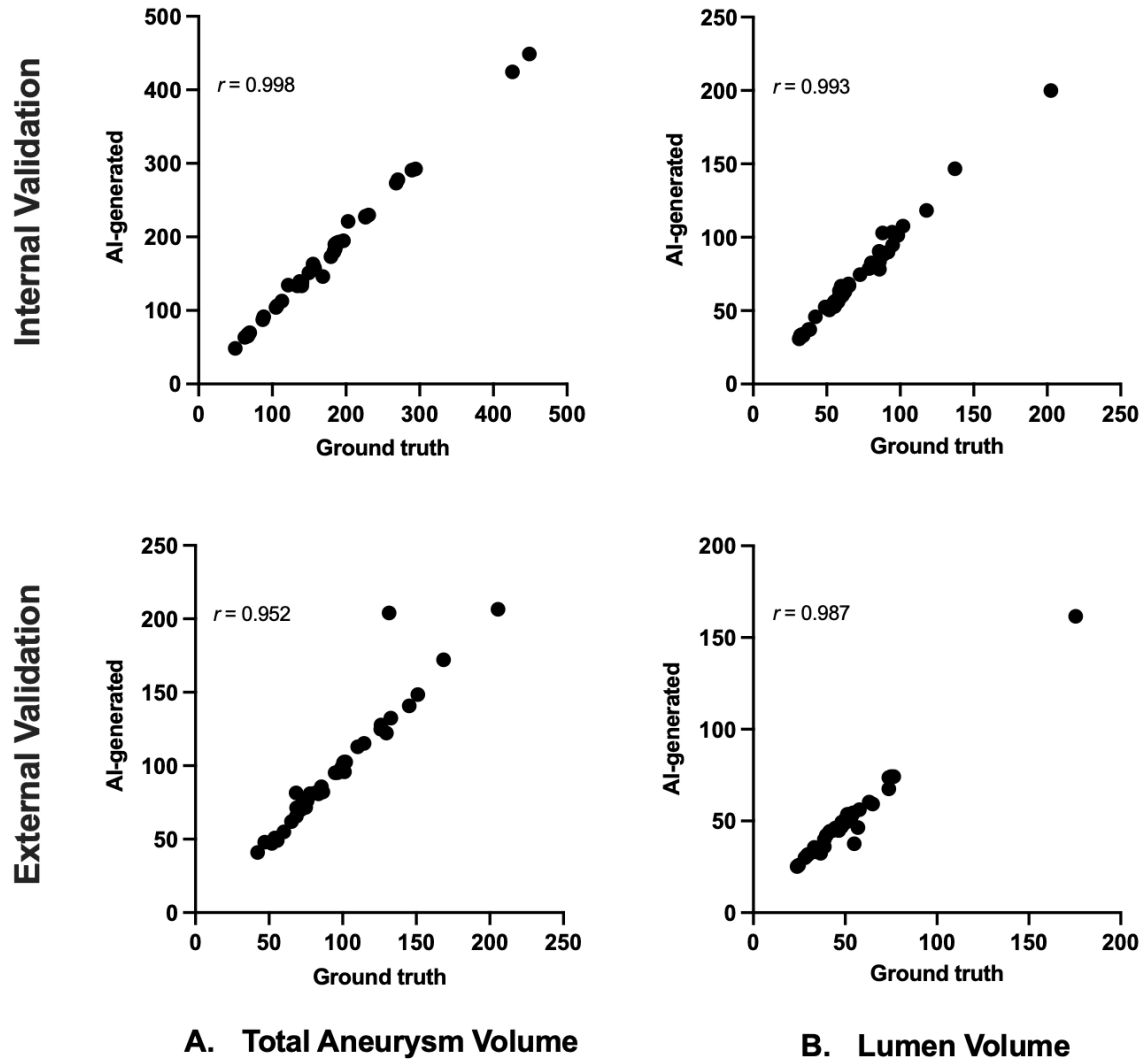 Internal Validation
500
400
300
200
100
0
AI-generated
r = 0.998
0 100 200 300 400 500
Ground truth
250
200
150
100
50
0
AI-generated
r = 0.993
0 50 100 150 200 250
Ground truth
External Validation
250
200
150
100
50
0
AI-generated
r = 0.952
0 50 100 150 200 250
Ground truth
200
150
100
50
0
AI-generated
r = 0.987
0 50 100 150 200
Ground truth
A. Total Aneurysm Volume
B. Lumen Volume